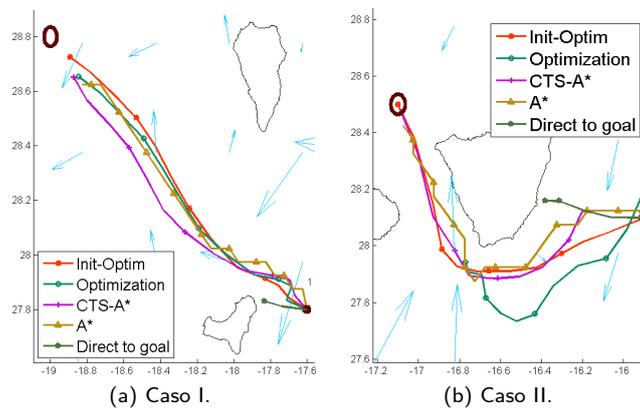 28.8
28.6
28.4
28.2
28
27.8
-19
-18.8
-18.6
-18.4
-18.2
-18
-17.8
-17.6
1
Init-Optim
Optimization
CTS-A*
A*
Direct to goal
(a) Caso I.
28.8
28.6
28.4
28.2
28
27.8
27.6
-17.2
-17
-16.8
-16.6
-16.4
-16.2
-16
Init-Optim
Optimization
CTS-A*
A*
Direct to goal
(b) Caso II.